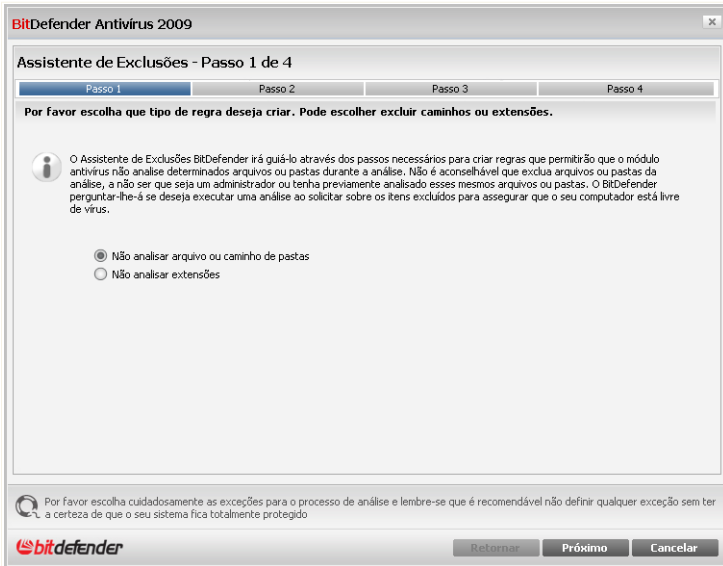 BitDefender Antivírus 2009
Assistente de Exclusões - Passo 1 de 4
Passo 1 Passo 2 Passo 3 Passo 4
Por favor escolha que tipo de regra deseja criar. Pode escolher excluir caminhos ou extensões.
O Assistente de Exclusões BitDefender irá guiá-lo através dos passos necessários para criar regras que permitirão que o módulo
antivírus não analise determinados arquivos ou pastas durante a análise. Não é aconselhável que exclua arquivos ou pastas da
análise, a não ser que seja um administrador ou tenha previamente analisado esses mesmos arquivos ou pastas. O BitDefender
perguntar-lhe-á se deseja executar uma análise ao solicitar sobre os itens excluídos para assegurar que o seu computador está livre
de vírus.
Não analisar arquivo ou caminho de pastas
Não analisar extensões
Por favor escolha cuidadosamente as exceções para o processo de análise e lembre-se que é recomendável não definir qualquer exceção sem ter
a certeza de que o seu sistema fica totalmente protegido
bitdefender
Retornar Próximo Cancelar